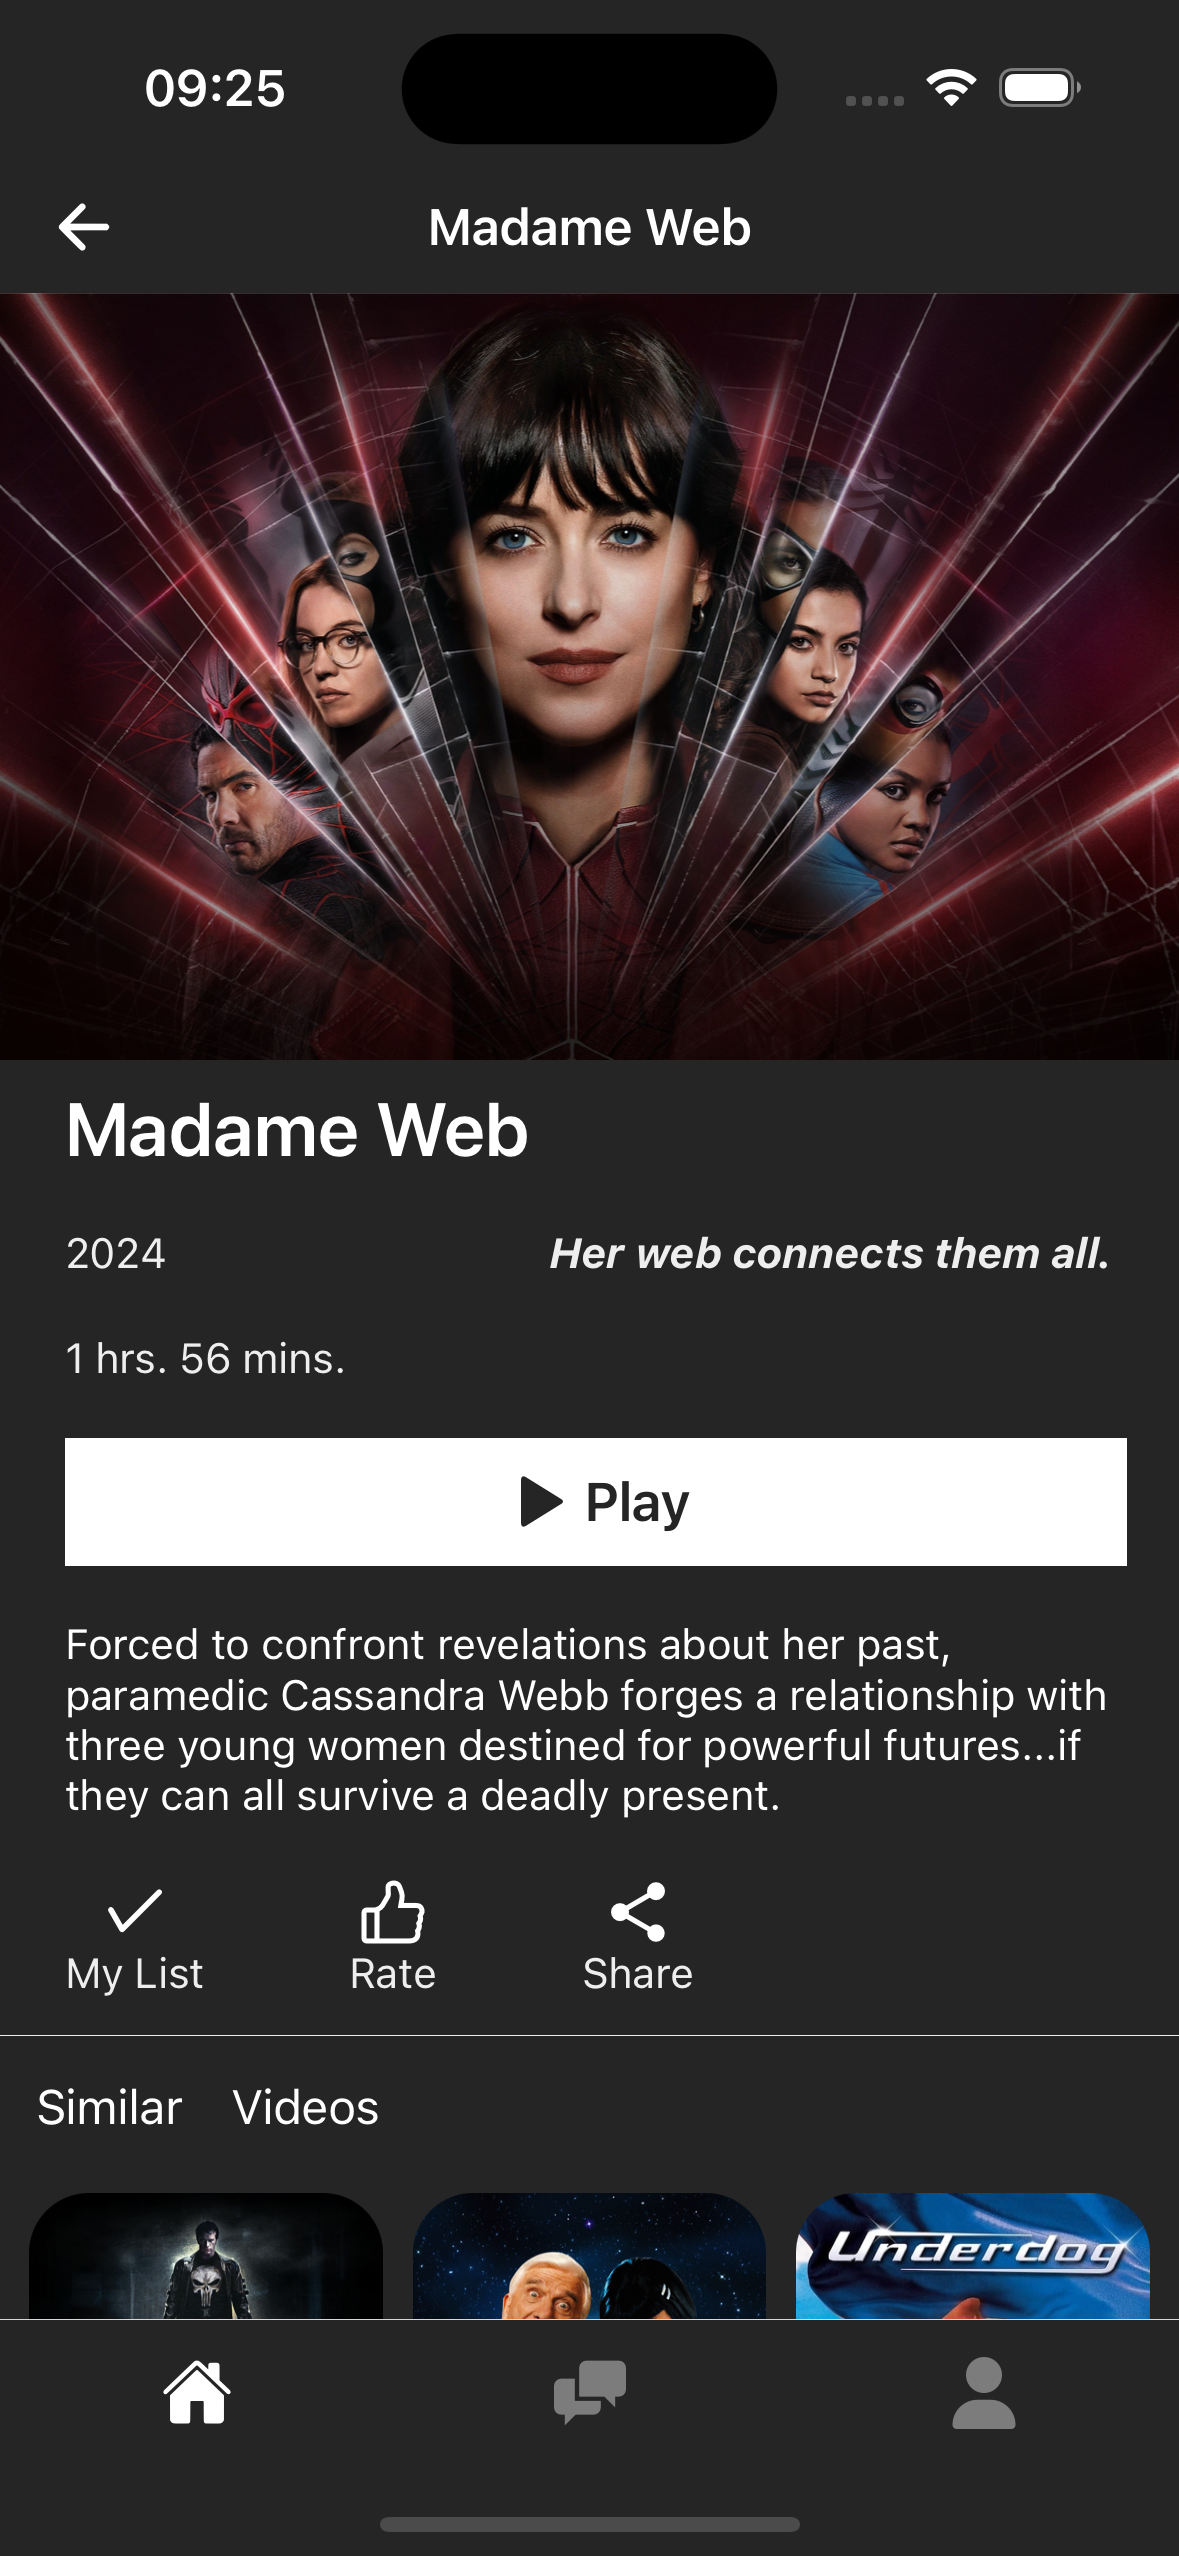 09:25
Madame Web
Madame Web
2024
Her web connects them all.
1 hrs. 56 mins.
Play
Forced to confront revelations about her past,
paramedic Cassandra Webb forges a relationship with
three young women destined for powerful futures...if
they can all survive a deadly present.
My List
Rate
Share
Similar
Videos
Underdog